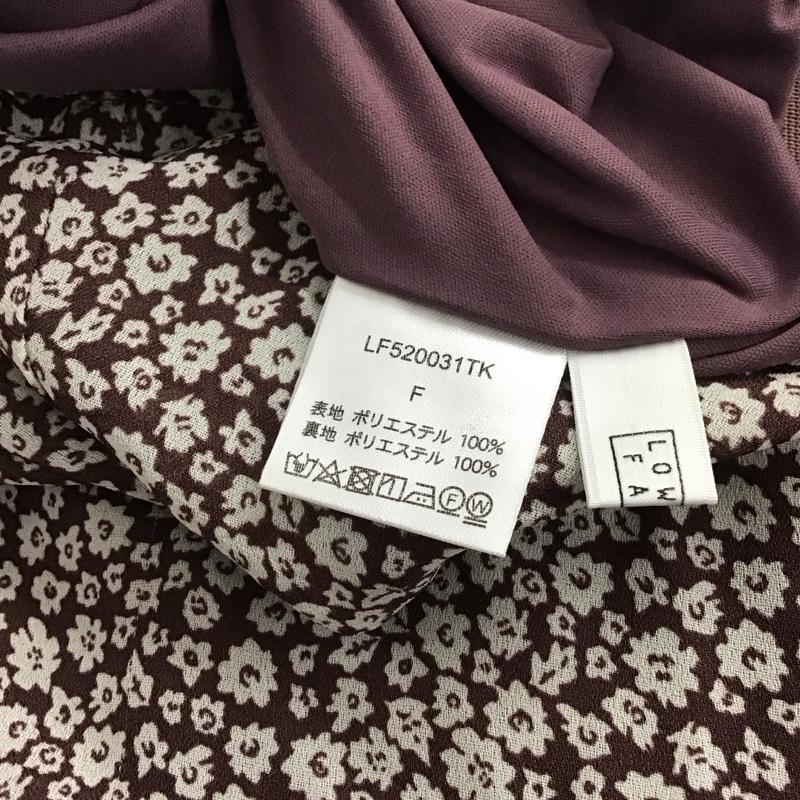 LF520031TK
F
表地 ポリエステル 100%
裏地 ポリエステル 100%
F W
LOW
FA